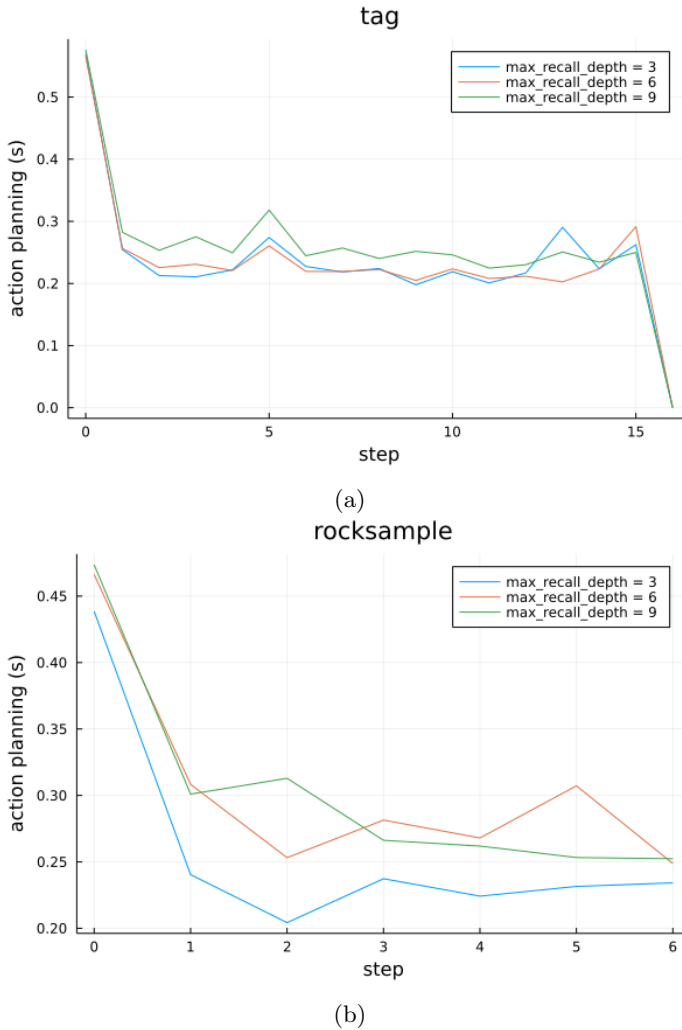 tag
max_recall_depth = 3
max_recall_depth = 6
max_recall_depth = 9
action planning (s)
0.5
0.4
0.3
0.2
0.1
0.0
0 5 10 15
step
(a)
rocksample
max_recall_depth = 3
max_recall_depth = 6
max_recall_depth = 9
action planning (s)
0.45
0.40
0.35
0.30
0.25
0.20
0 1 2 3 4 5 6
step
(b)